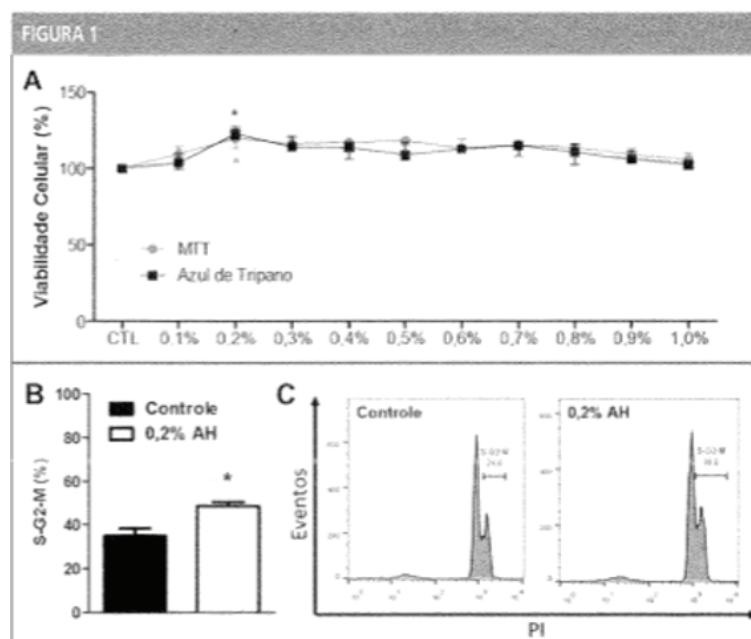 FIGURA 1
A
Viabilidade Celular (%)
150
100
50
0
*
MTT
Azul de Tripano
CTL 0.1% 0.2% 0,3% 0,4% 0,5% 0,6% 0,7% 0,8% 0,9% 1,0%
B
S-G2-M (%)
100
80
60
40
20
0
Controle
0,2% AH
*
C
Eventos
Controle
S-G2-M
0,2% AH
S-G2-M
PI